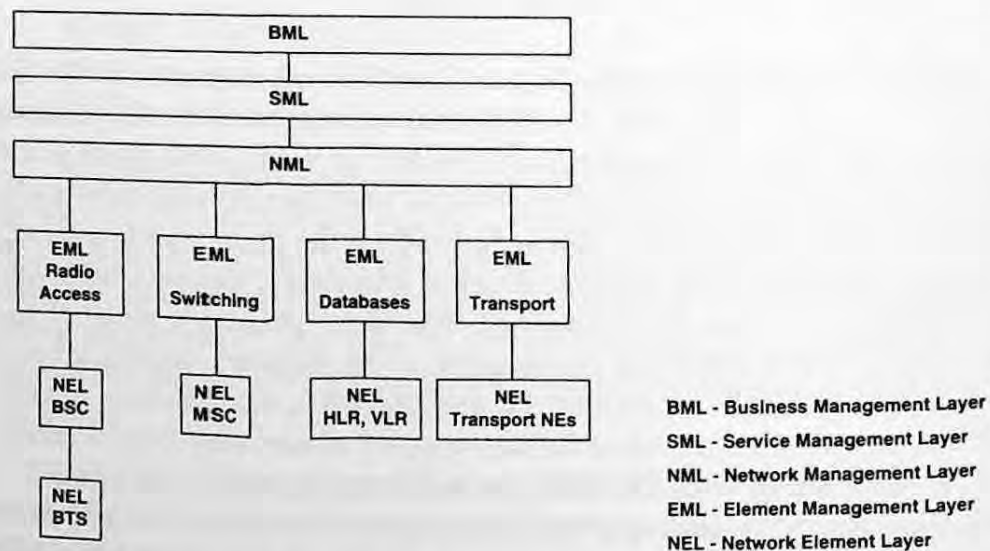 BML
SML
NML
EML
Radio
Access
EML
Switching
EML
Databases
EML
Transport
NEL
BSC
NEL
MSC
NEL
HLR, VLR
NEL
Transport NEs
NEL
BTS
BML - Business Management Layer
SML - Service Management Layer
NML - Network Management Layer
EML - Element Management Layer
NEL - Network Element Layer